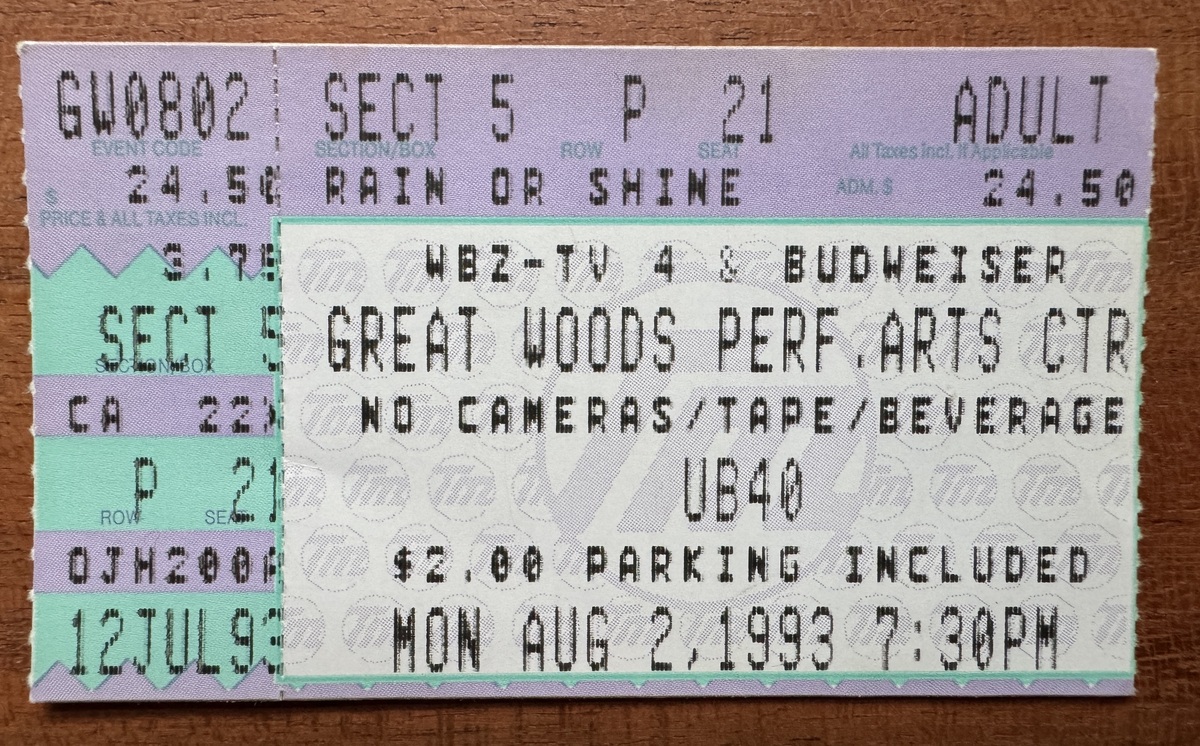 GW0802 SECT 5 P 21 ADULT
EVENT CODE SECTION/BOX ROW SEAT All Taxes Incl. If Applicable
$ 24.50 RAIN OR SHINE ADM. $ 24.50
PRICE & ALL TAXES INCL.
3.75 WBZ-TV 4 & BUDWEISER
SECT 5 GREAT WOODS PERF.ARTS CTR
SECTION/BOX
CA 22X NO CAMERAS/TAPE/BEVERAGE
P 21 UB40
ROW SEAT
OJH200A $2.00 PARKING INCLUDED
12JUL93 MON AUG 2,1993 7:30PM